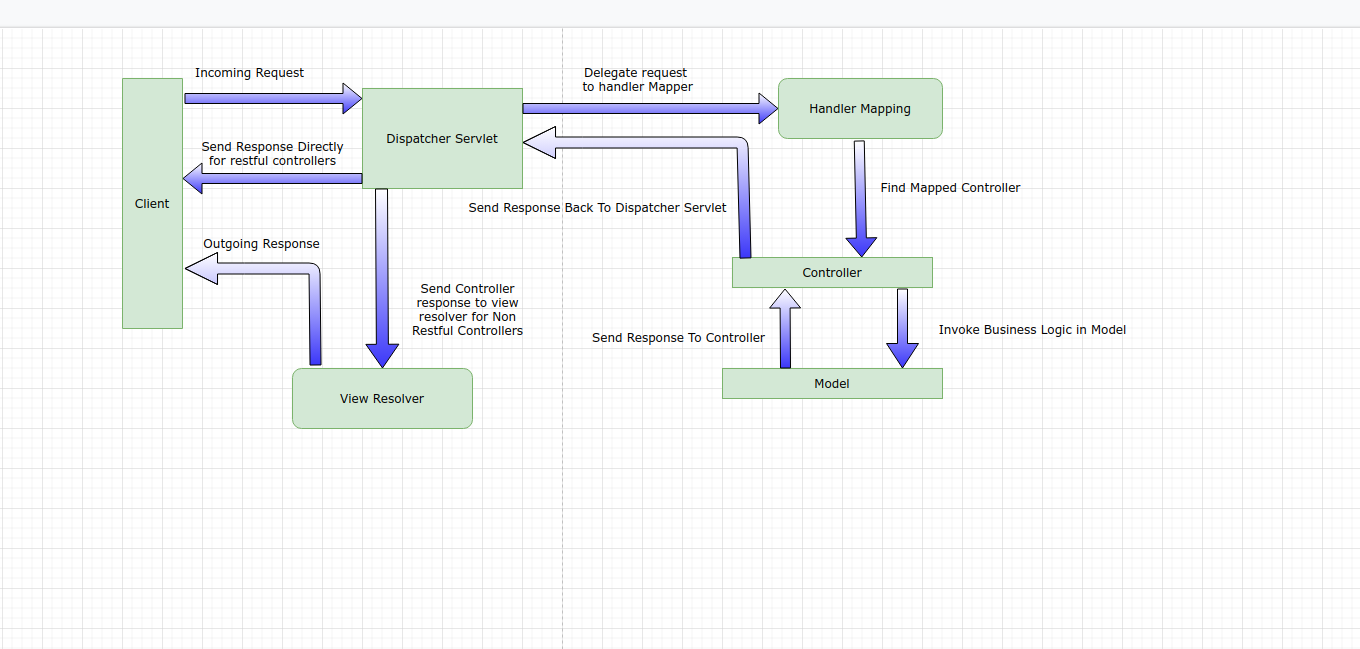 Incoming Request
Delegate request
to handler Mapper
Handler Mapping
Dispatcher Servlet
Send Response Directly
for restful controllers
Find Mapped Controller
Client
Send Response Back To Dispatcher Servlet
Outgoing Response
Controller
Send Controller
response to view
resolver for Non
Restful Controllers
Invoke Business Logic in Model
Send Response To Controller
Model
View Resolver